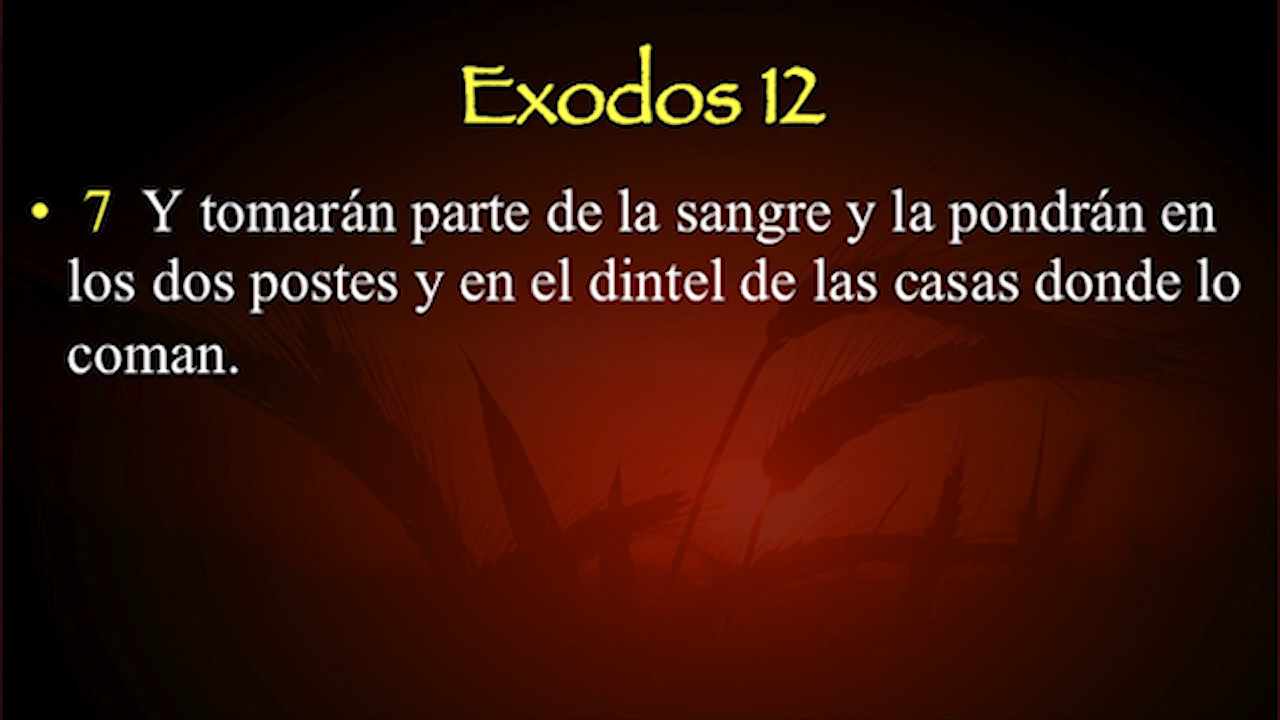 Exodos 12
• 7 Y tomarán parte de la sangre y la pondrán en
los dos postes y en el dintel de las casas donde lo
coman.